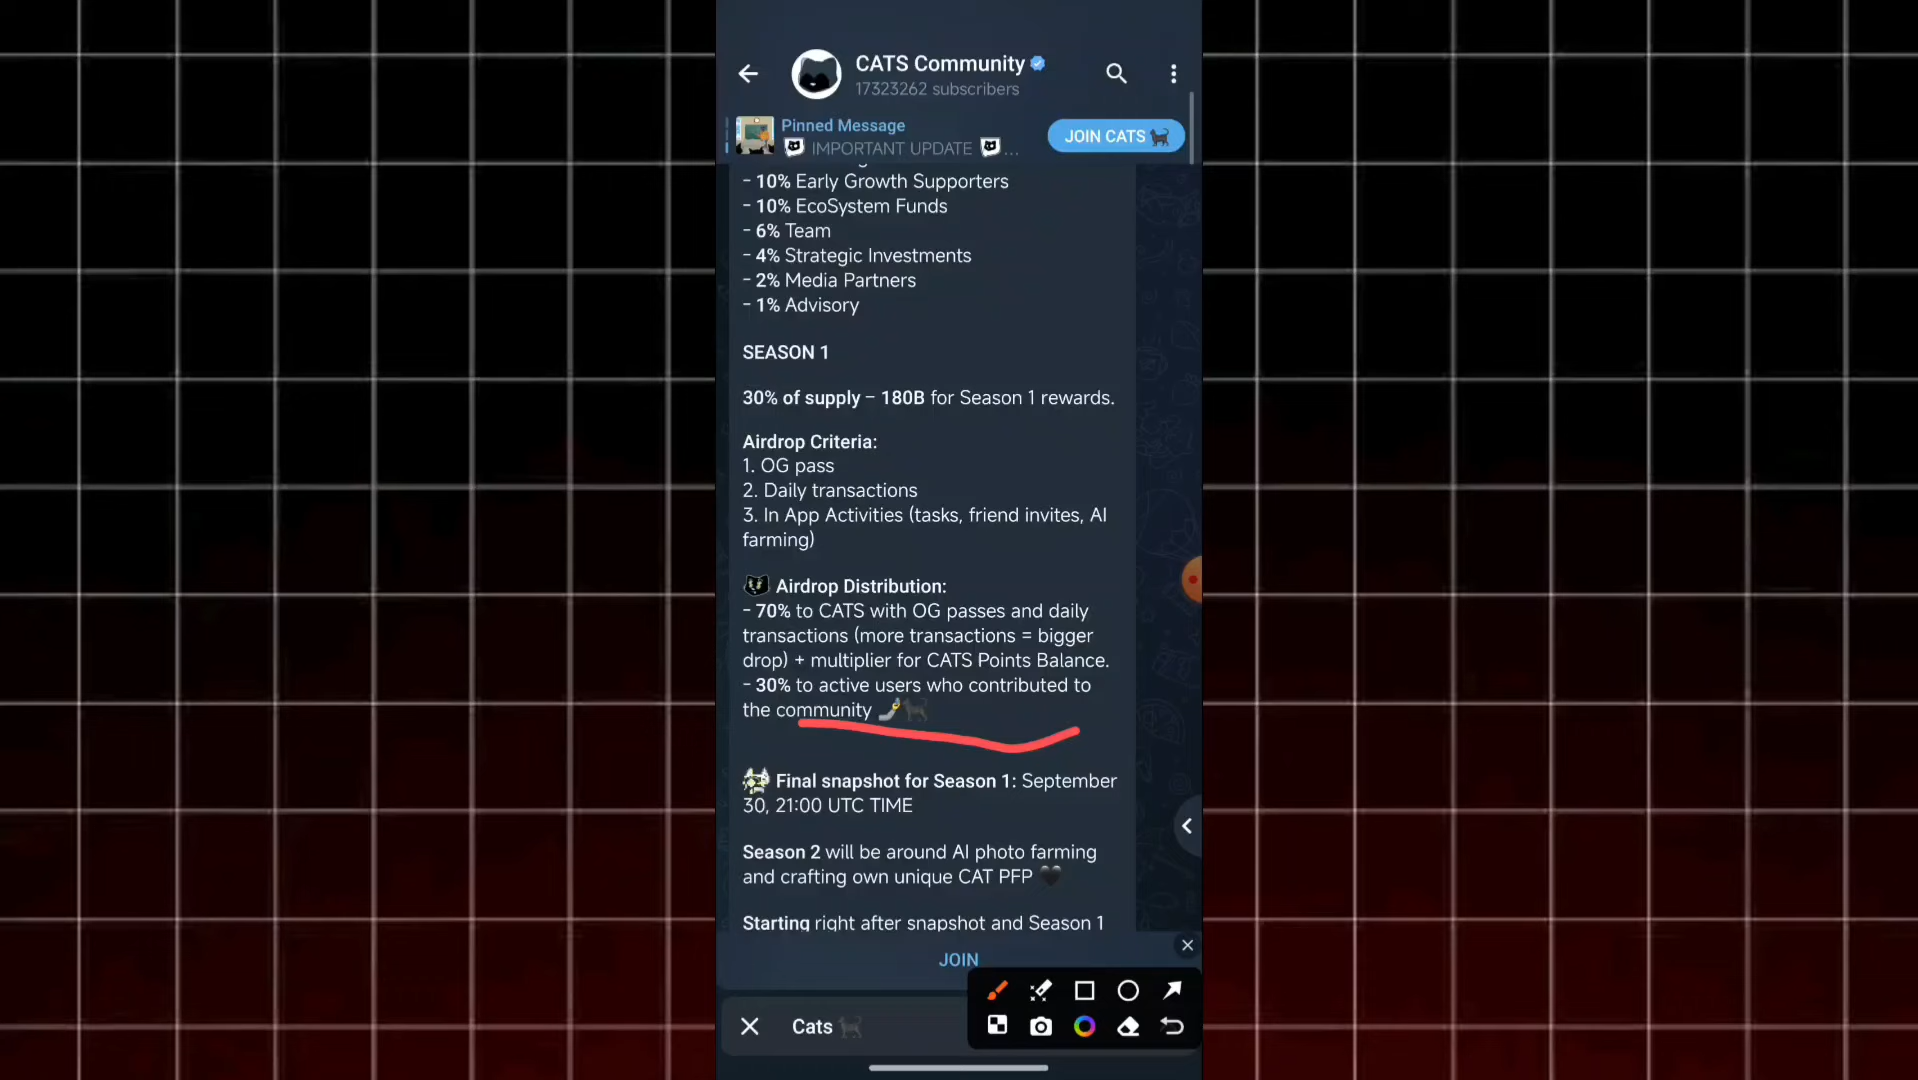 CATS Community
17323262 subscribers
Pinned Message
IMPORTANT UPDATE ...
JOIN CATS
- 10% Early Growth Supporters
- 10% EcoSystem Funds
- 6% Team
- 4% Strategic Investments
- 2% Media Partners
- 1% Advisory
SEASON 1
30% of supply – 180B for Season 1 rewards.
Airdrop Criteria:
1. OG pass
2. Daily transactions
3. In App Activities (tasks, friend invites, AI
farming)
Airdrop Distribution:
- 70% to CATS with OG passes and daily
transactions (more transactions = bigger
drop) + multiplier for CATS Points Balance.
- 30% to active users who contributed to
the community
Final snapshot for Season 1: September
30, 21:00 UTC TIME
Season 2 will be around AI photo farming
and crafting own unique CAT PFP
Starting right after snapshot and Season 1
JOIN
Cats